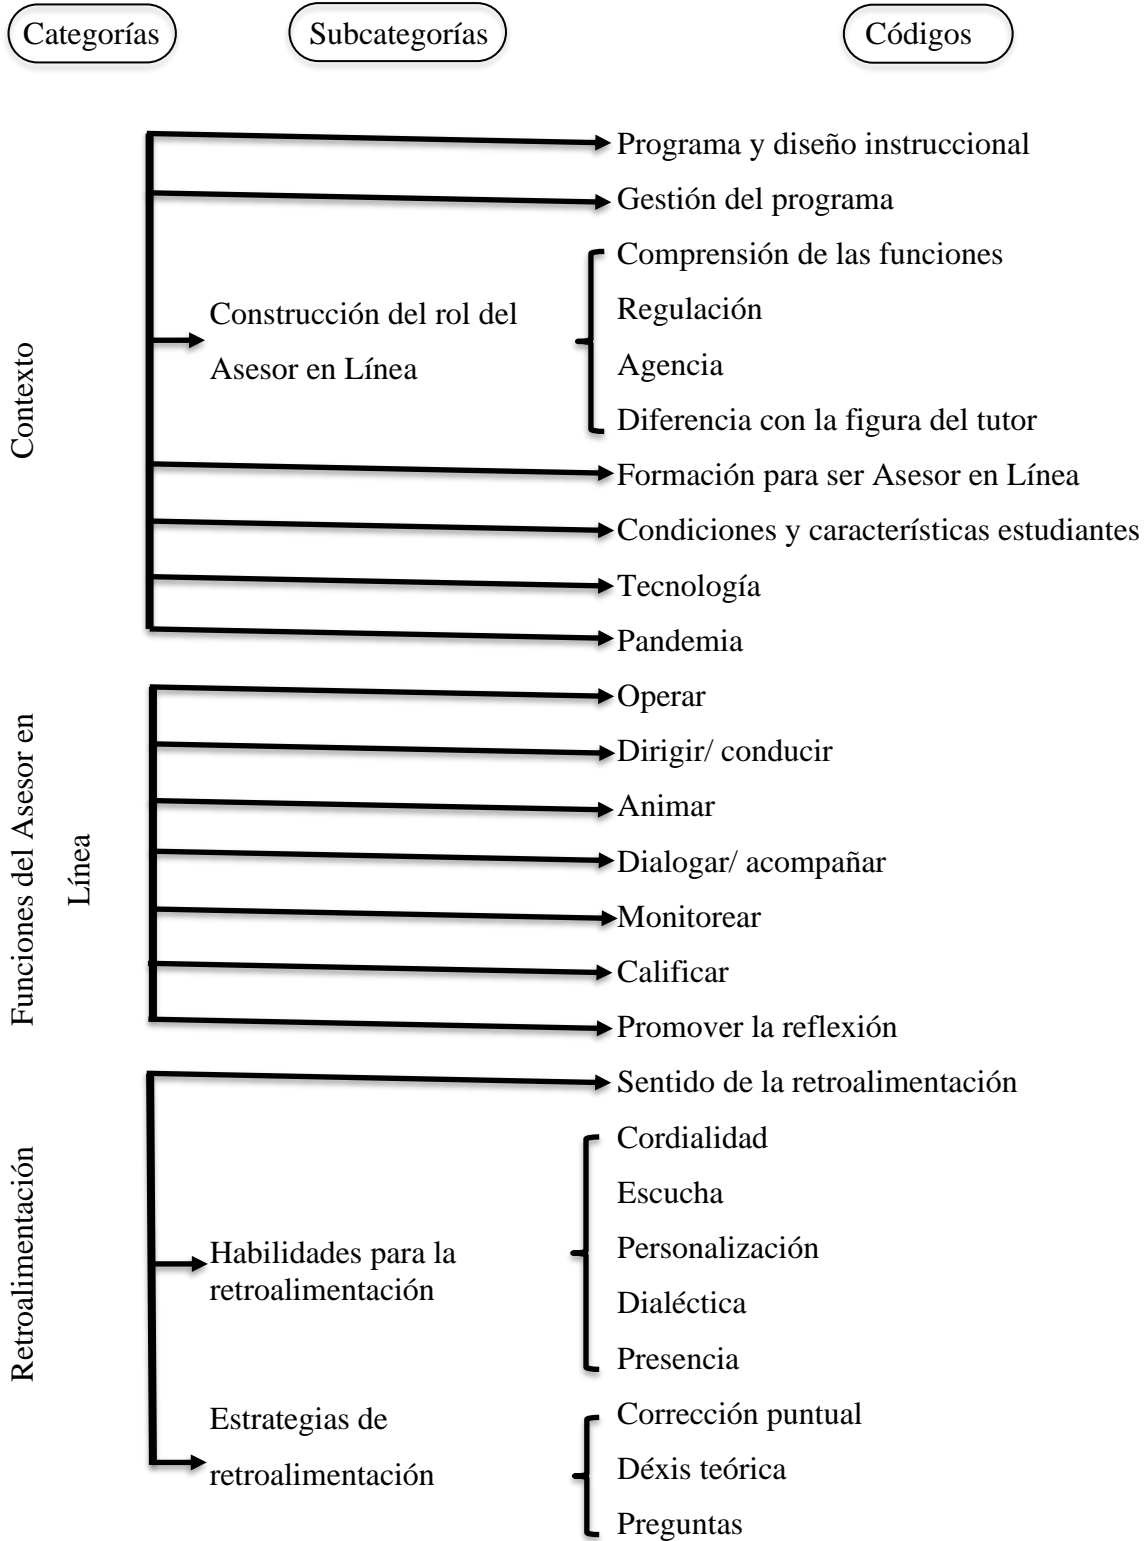 Categorías
Subcategorías
Códigos
Contexto
Programa y diseño instruccional
Gestión del programa
Construcción del rol del
Asesor en Línea
Comprensión de las funciones
Regulación
Agencia
Diferencia con la figura del tutor
Formación para ser Asesor en Línea
Condiciones y características estudiantes
Tecnología
Pandemia
Funciones del Asesor en
Línea
Operar
Dirigir/ conducir
Animar
Dialogar/ acompañar
Monitorear
Calificar
Promover la reflexión
Retroalimentación
Sentido de la retroalimentación
Habilidades para la
retroalimentación
Cordialidad
Escucha
Personalización
Dialéctica
Presencia
Estrategias de
retroalimentación
Corrección puntual
Déxis teórica
Preguntas